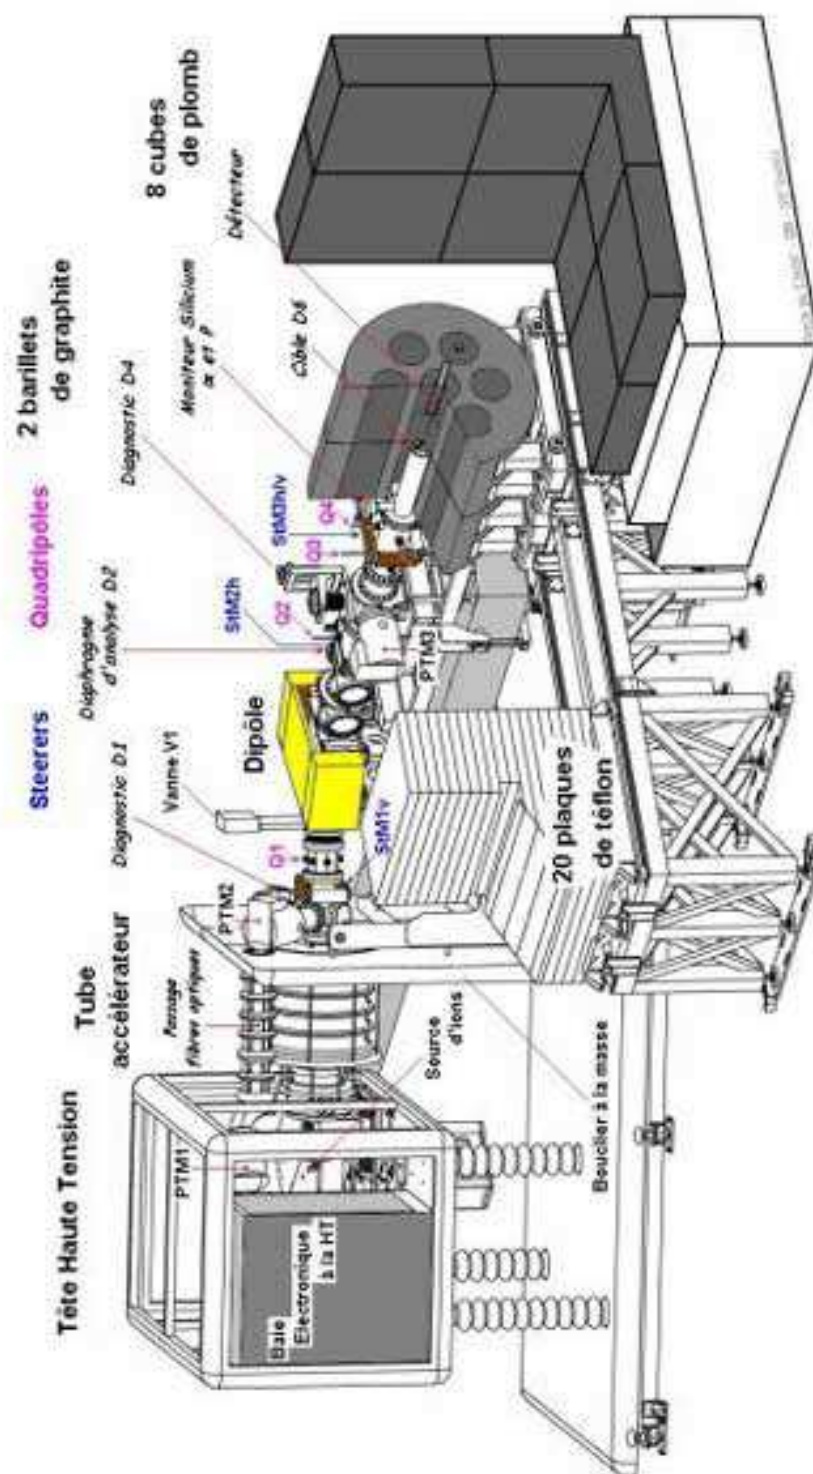 Tête Haute Tension
Tube
accélérateur
Steerers
Quadripôles
2 barillets
de graphite
8 cubes
de plomb
Passage
fibres optiques
PTM2
Diagnostic D1
Vanne V1
Diaphragme
d'analyse D2
Diagnostic D4
Moniteur Silicium
α et P
Cible D6
Détecteur
Q1
Dipôle
StM2h
Q2
Q3
StM3h/v
Q4
PTM1
StM1v
PTM3
Source
d'ions
Baie
Electronique
à la HT
20 plaques
de téflon
Bouclier à la masse